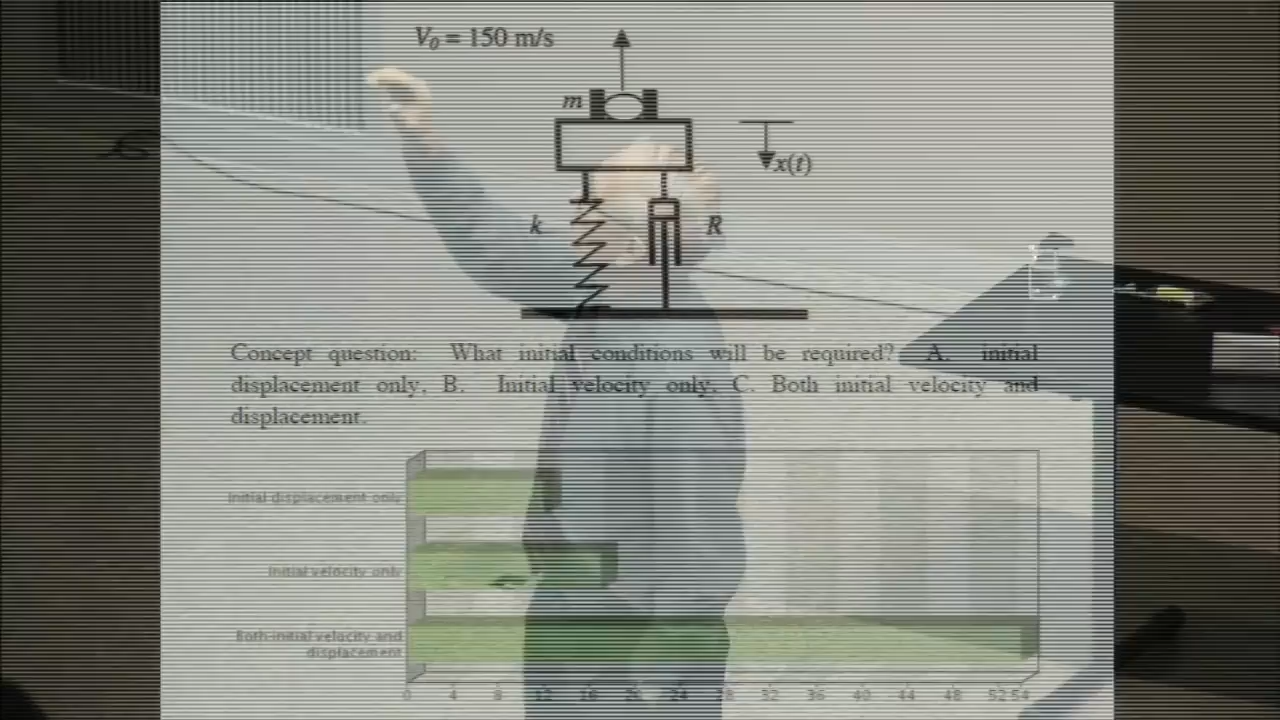 V₀ = 150 m/s
m
x(t)
k
R
Concept question: What initial conditions will be required? A. initial
displacement only, B. Initial velocity only, C. Both initial velocity and
displacement.
Initial displacement only
Initial velocity only
Both initial velocity and
displacement
0 4 8 12 16 20 24 28 32 36 40 44 48 52 54